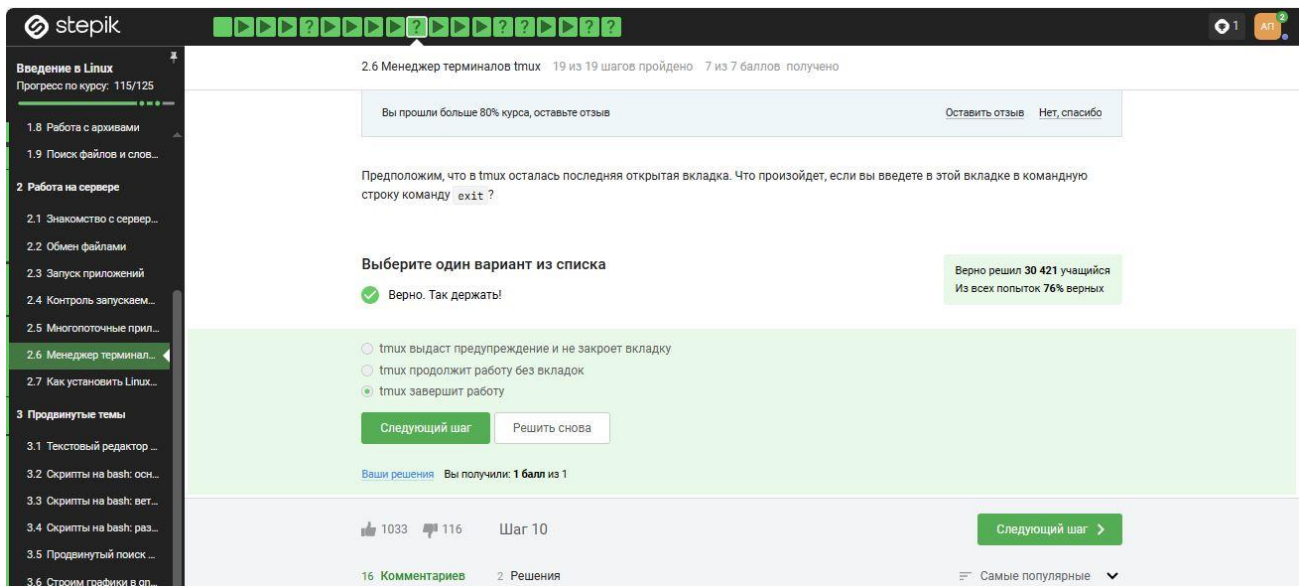 stepik
1
АП
2
Введение в Linux
Прогресс по курсу: 115/125
1.8 Работа с архивами
1.9 Поиск файлов и слов...
2 Работа на сервере
2.1 Знакомство с сервер...
2.2 Обмен файлами
2.3 Запуск приложений
2.4 Контроль запускаем...
2.5 Многопоточные прил...
2.6 Менеджер терминал...
2.7 Как установить Linux...
3 Продвинутые темы
3.1 Текстовый редактор ...
3.2 Скрипты на bash: осн...
3.3 Скрипты на bash: вет...
3.4 Скрипты на bash: раз...
3.5 Продвинутый поиск ...
3.6 Строим графики в gn...
2.6 Менеджер терминалов tmux 19 из 19 шагов пройдено 7 из 7 баллов получено
Вы прошли больше 80% курса, оставьте отзыв Оставить отзыв Нет, спасибо
Предположим, что в tmux осталась последняя открытая вкладка. Что произойдет, если вы введете в этой вкладке в командную
строку команду exit ?
Выберите один вариант из списка
Верно. Так держать!
Верно решил 30 421 учащийся
Из всех попыток 76% верных
tmux выдаст предупреждение и не закроет вкладку
tmux продолжит работу без вкладок
tmux завершит работу
Следующий шаг Решить снова
Ваши решения Вы получили: 1 балл из 1
1033 116 Шаг 10 Следующий шаг
16 Комментариев 2 Решения Самые популярные